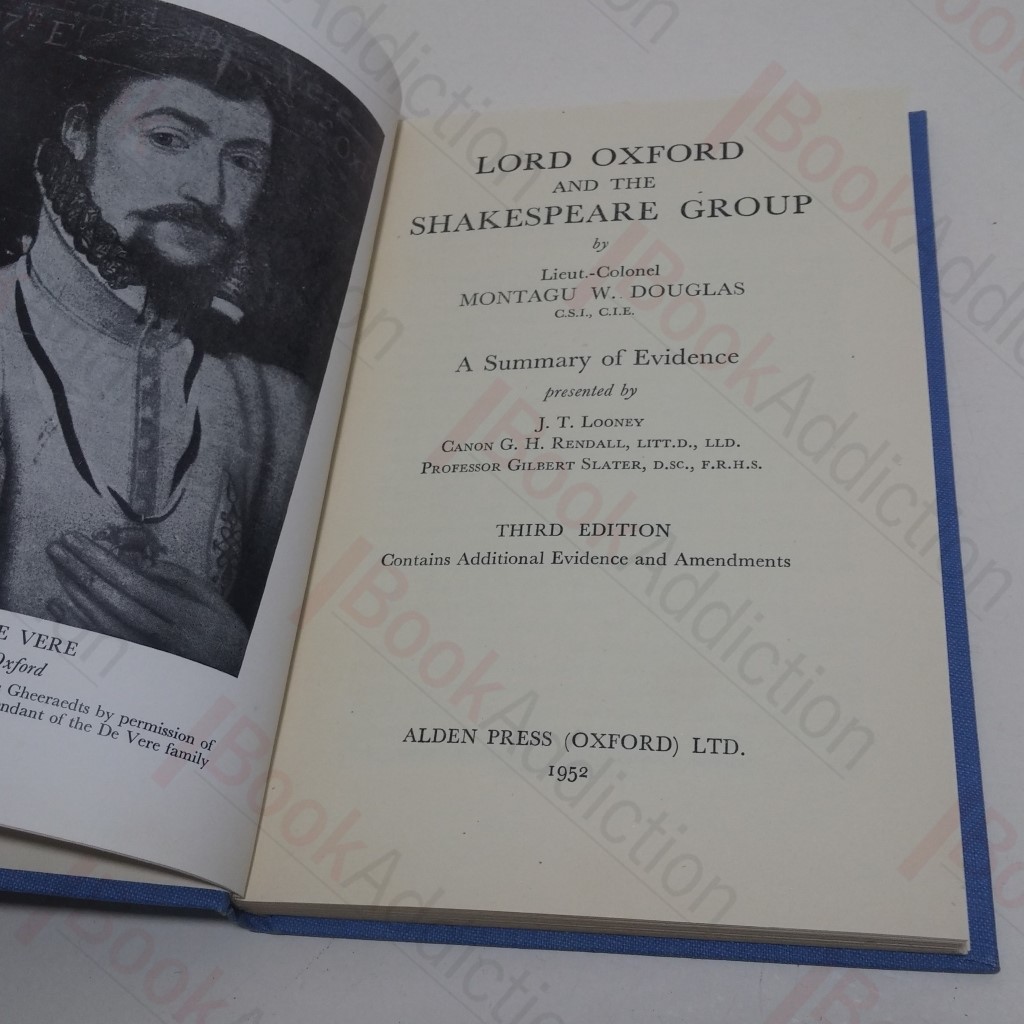 E VERE
Oxford
Gheeraedts by permission of
ndant of the De Vere family
LORD OXFORD
AND THE
SHAKESPEARE GROUP
by
Lieut.-Colonel
MONTAGU W. DOUGLAS
C.S.I., C.I.E.
A Summary of Evidence
presented by
J. T. LOONEY
CANON G. H. RENDALL, LITT.D., LLD.
PROFESSOR GILBERT SLATER, D.SC., F.R.H.S.
THIRD EDITION
Contains Additional Evidence and Amendments
ALDEN PRESS (OXFORD) LTD.
1952
BookAddiction